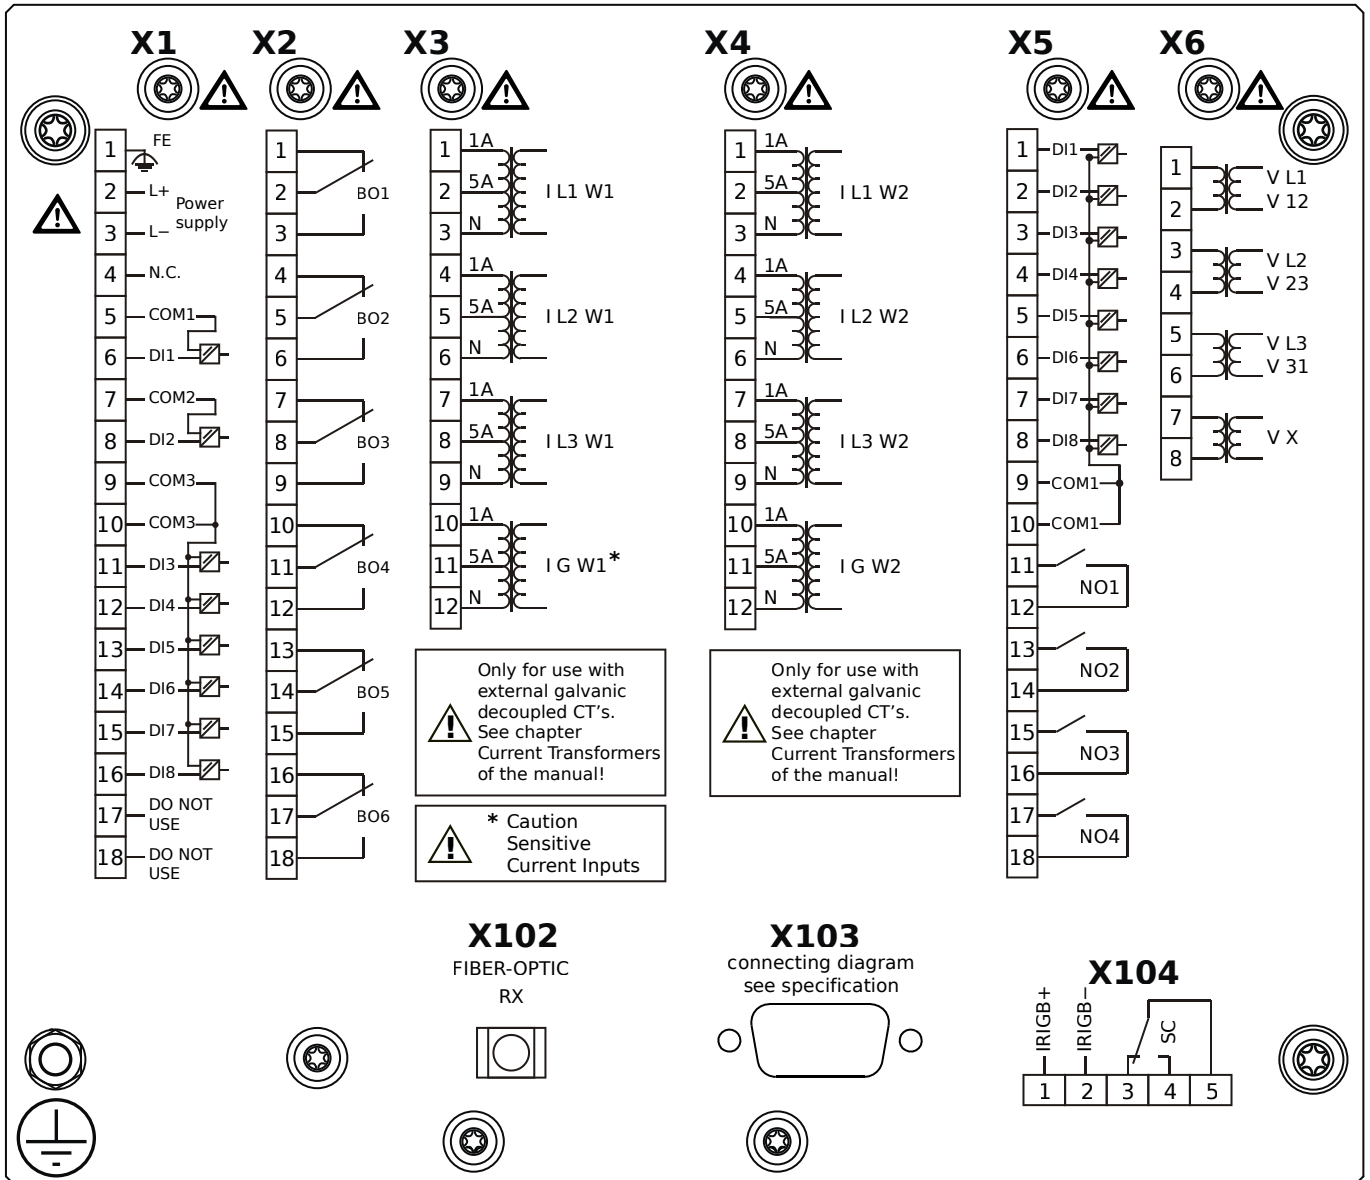 X1 X2 X3 X4 X5 X6
1 FE
2 L+
Power
supply
3 L−
4 N.C.
5 COM1
6 DI1
7 COM2
8 DI2
9 COM3
10 COM3
11 DI3
12 DI4
13 DI5
14 DI6
15 DI7
16 DI8
17 DO NOT
USE
18 DO NOT
USE
1
2 BO1
3
4
5 BO2
6
7
8 BO3
9
10
11 BO4
12
13
14 BO5
15
16
17 BO6
18
1 1A
2 5A I L1 W1
3 N
4 1A
5 5A I L2 W1
6 N
7 1A
8 5A I L3 W1
9 N
10 1A
11 5A I G W1*
12 N
Only for use with
external galvanic
decoupled CT's.
See chapter
Current Transformers
of the manual!
* Caution
Sensitive
Current Inputs
1 1A
2 5A I L1 W2
3 N
4 1A
5 5A I L2 W2
6 N
7 1A
8 5A I L3 W2
9 N
10 1A
11 5A I G W2
12 N
Only for use with
external galvanic
decoupled CT's.
See chapter
Current Transformers
of the manual!
1 DI1
2 DI2
3 DI3
4 DI4
5 DI5
6 DI6
7 DI7
8 DI8
9 COM1
10 COM1
11
NO1
12
13
NO2
14
15
NO3
16
17
NO4
18
1 V L1
2 V 12
3 V L2
4 V 23
5 V L3
6 V 31
7
V X
8
X102
FIBER-OPTIC
RX
X103
connecting diagram
see specification
X104
IRIGB+
IRIGB−
SC
1 2 3 4 5